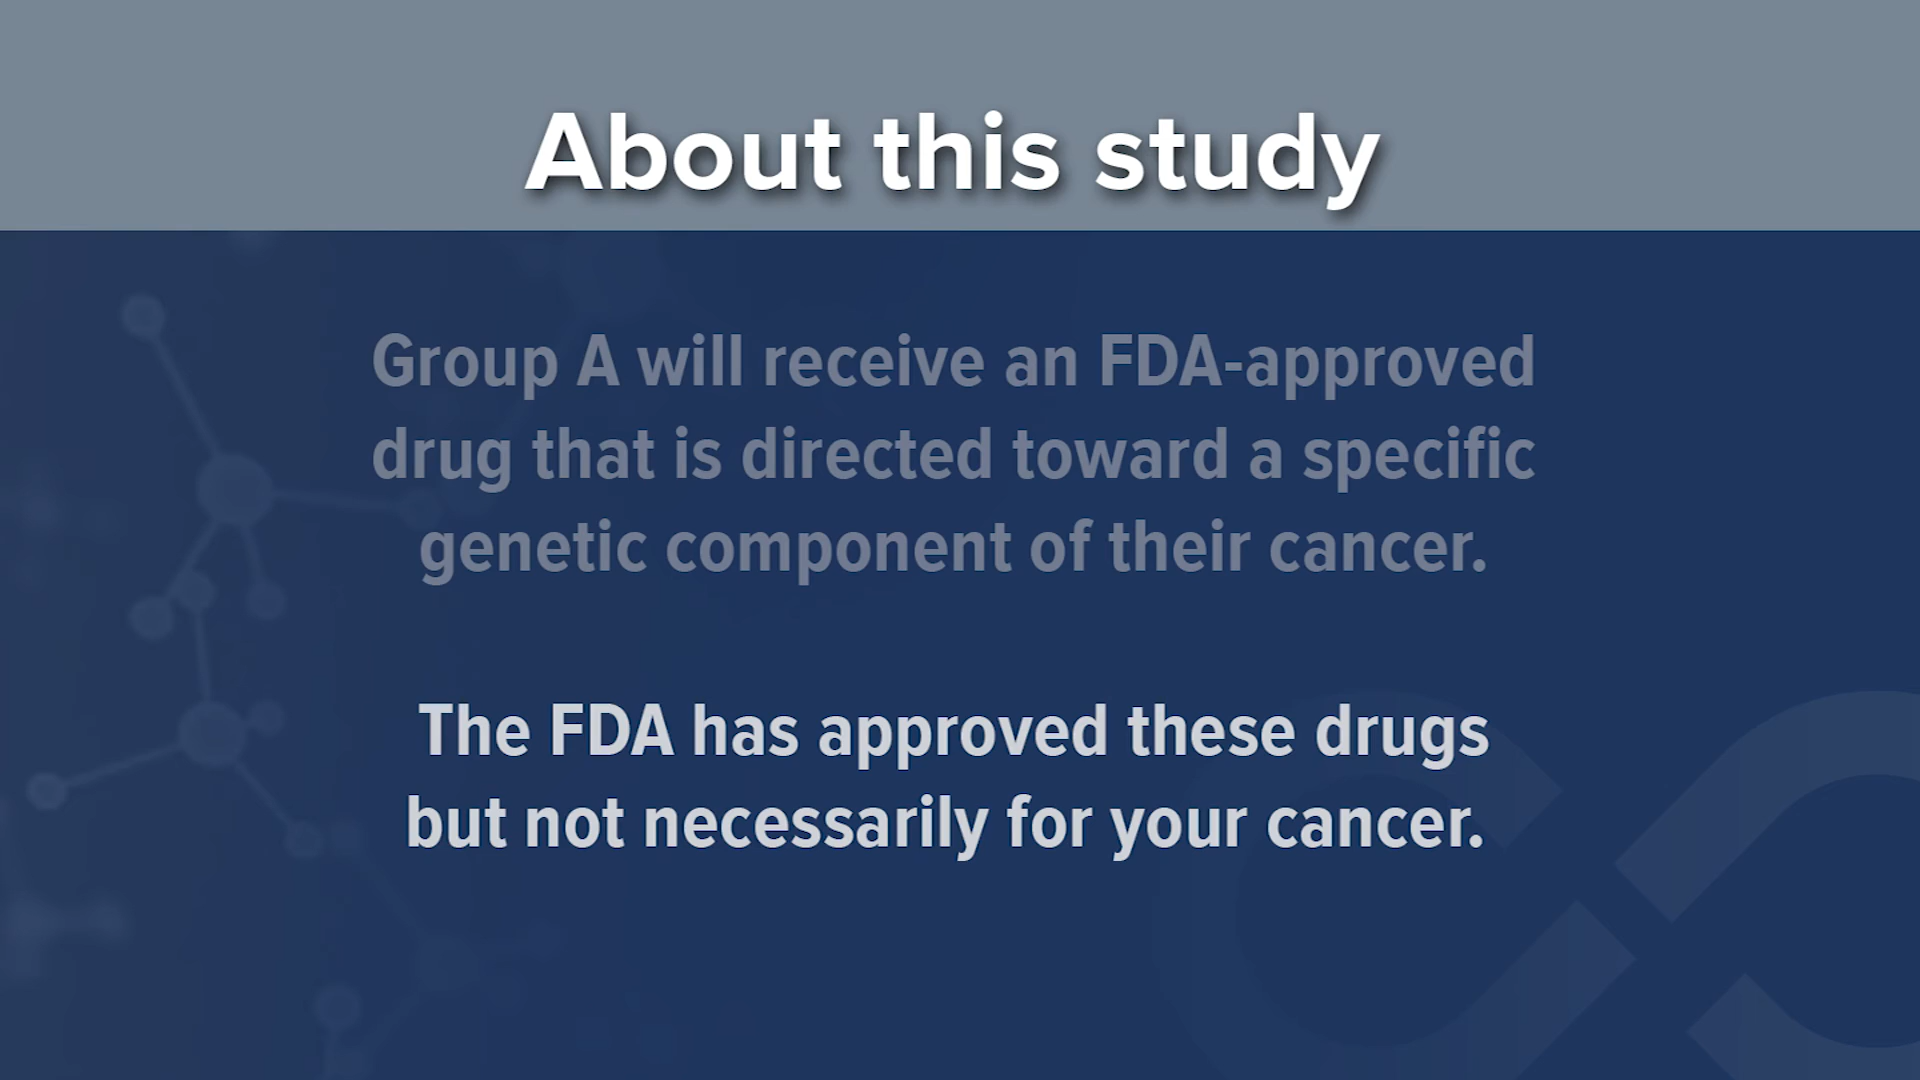 About this study
Group A will receive an FDA-approved
drug that is directed toward a specific
genetic component of their cancer.
The FDA has approved these drugs
but not necessarily for your cancer.